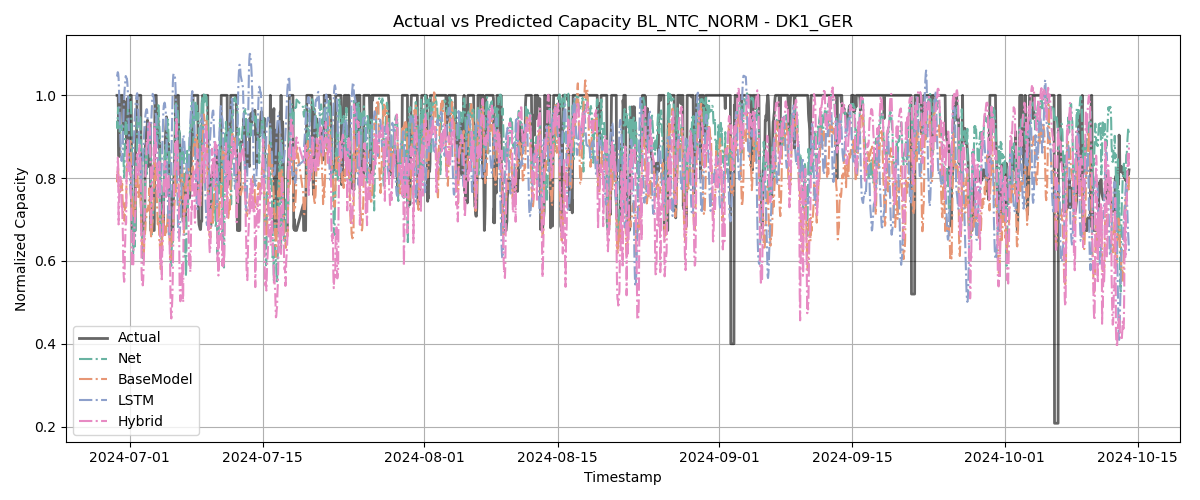 Actual vs Predicted Capacity BL_NTC_NORM - DK1_GER
Normalized Capacity
1.0
0.8
0.6
0.4
0.2
Actual
Net
BaseModel
LSTM
Hybrid
2024-07-01
2024-07-15
2024-08-01
2024-08-15
2024-09-01
2024-09-15
2024-10-01
2024-10-15
Timestamp